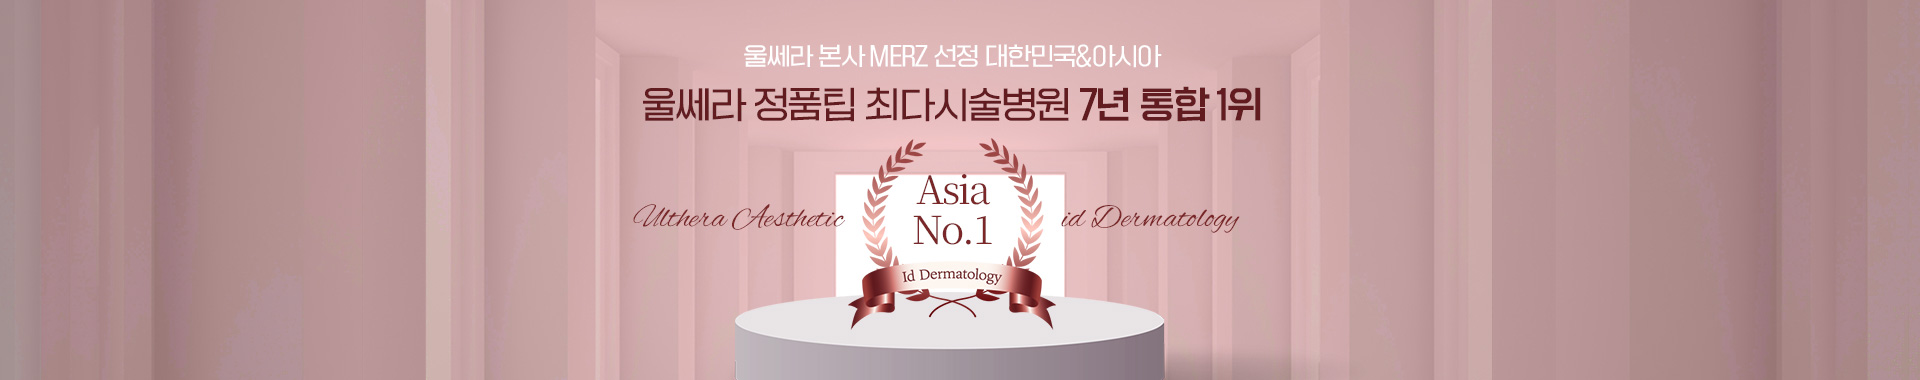 울쎄라 본사 MERZ 선정 대한민국&아시아
울쎄라 정품팁 최다시술병원 7년 통합 1위
Asia
No.1
Ulthera Aesthetic
id Dermatology
Id Dermatology